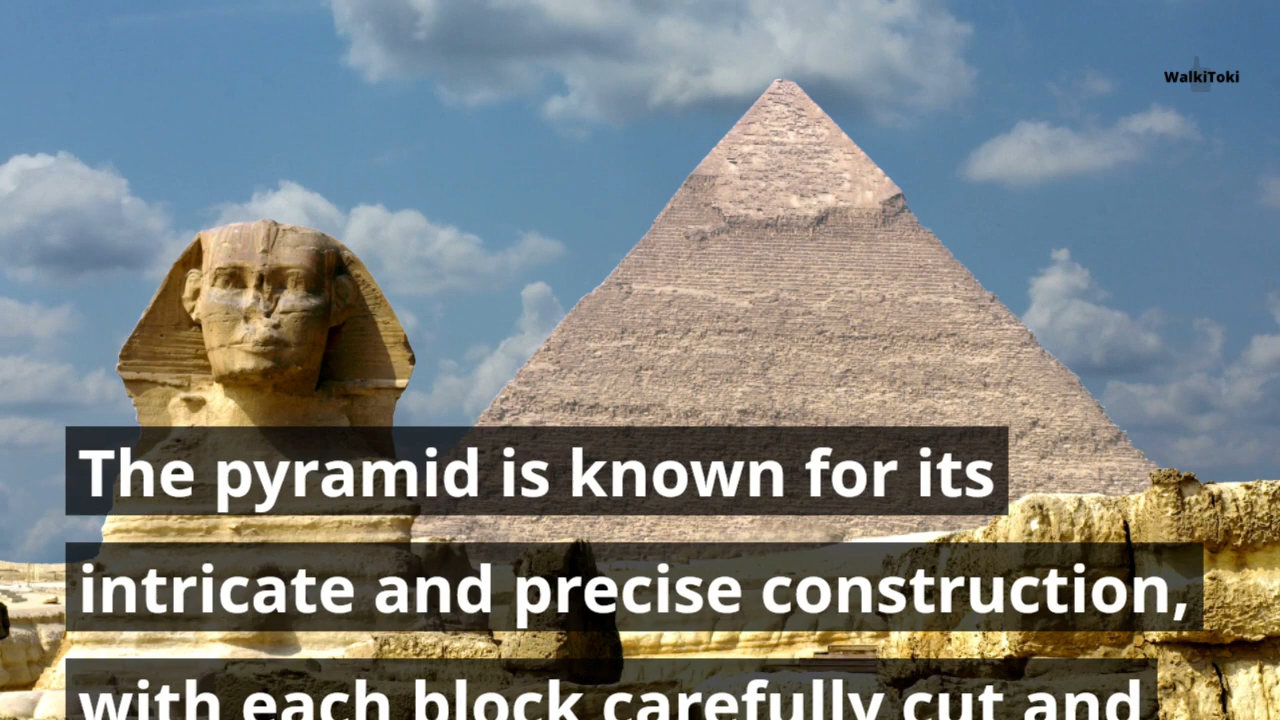 WalkiToki
The pyramid is known for its
intricate and precise construction,
with each block carefully cut and